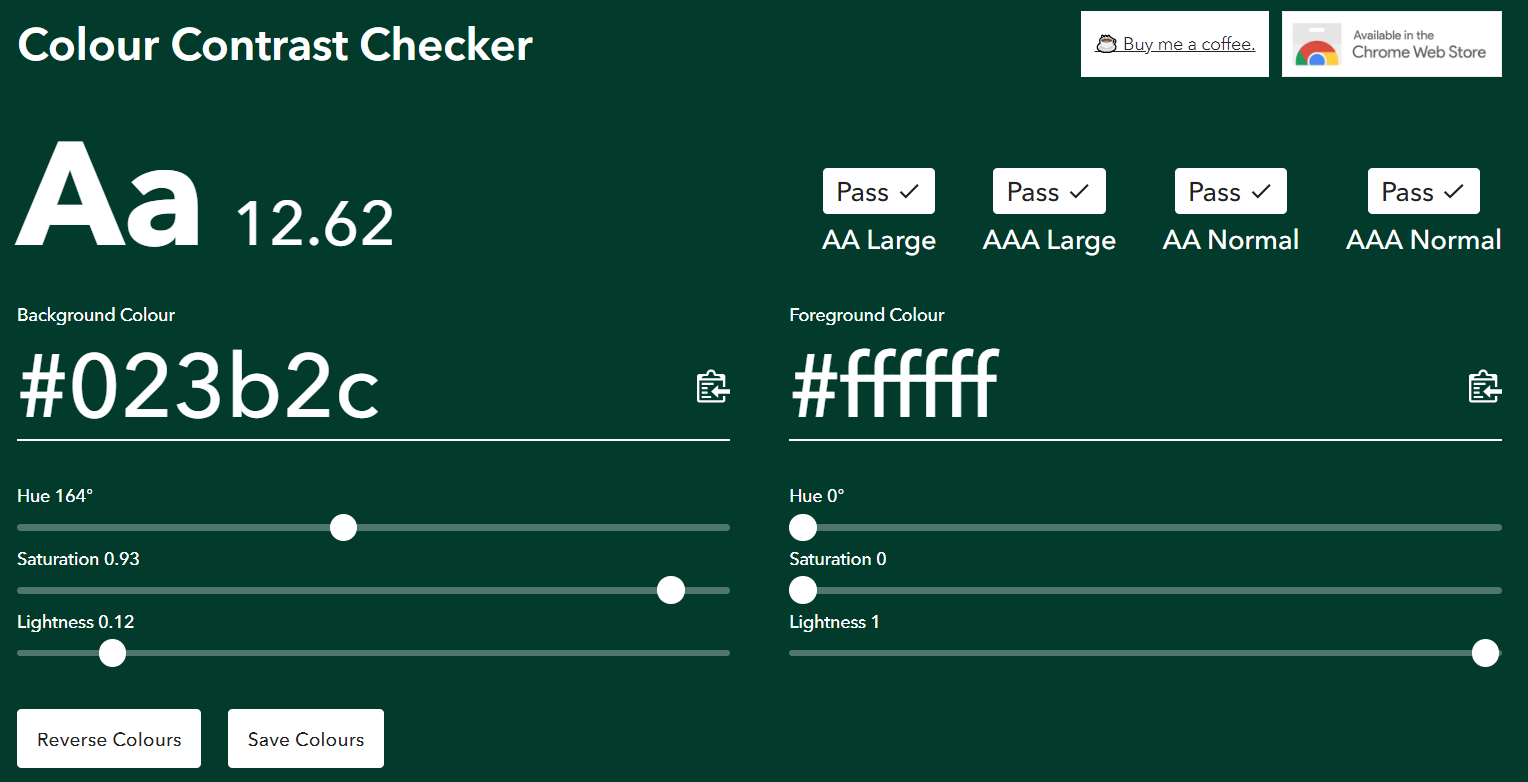 Colour Contrast Checker
Buy me a coffee.
Available in the
Chrome Web Store
Aa 12.62
Pass
AA Large
Pass
AAA Large
Pass
AA Normal
Pass
AAA Normal
Background Colour
#023b2c
Hue 164°
Saturation 0.93
Lightness 0.12
Foreground Colour
#ffffff
Hue 0°
Saturation 0
Lightness 1
Reverse Colours
Save Colours